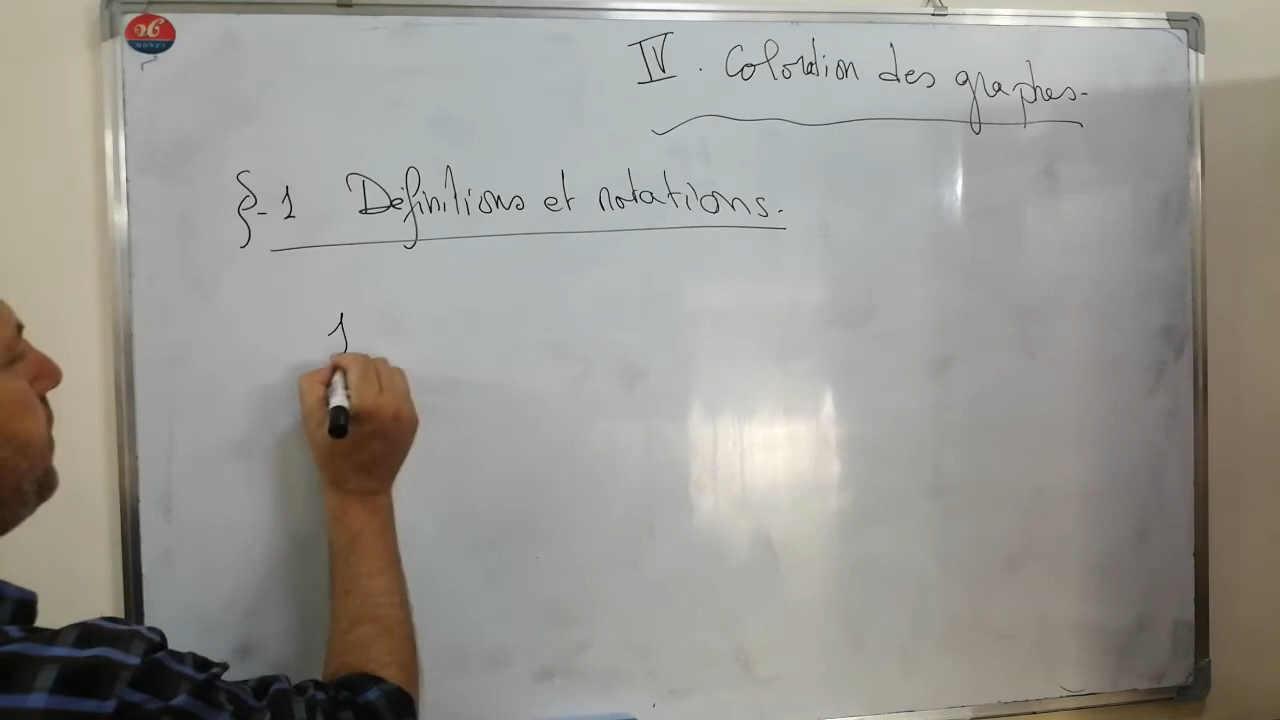 IV. Coloration des graphes.
§-1 Définitions et notations.
1